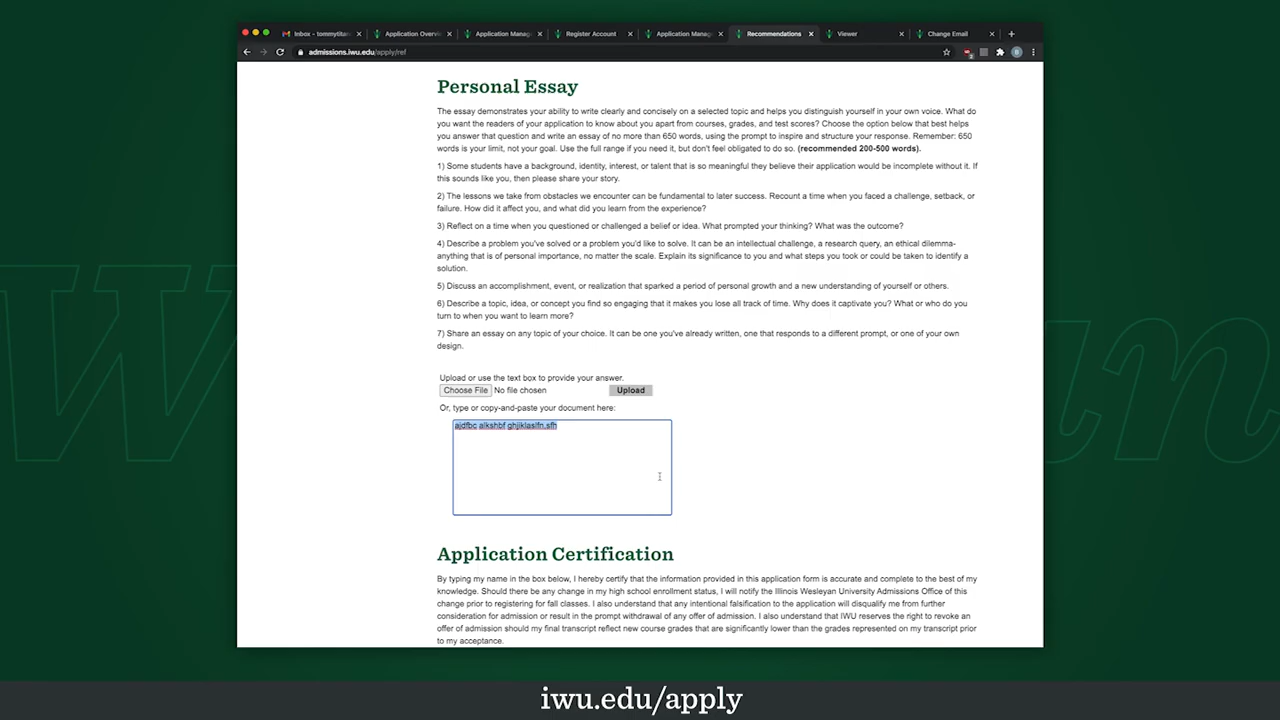 Inbox - tommytitan
Application Overvi
Application Manag
Register Account
Application Manag
Recommendations
Viewer
Change Email
admissions.iwu.edu/apply/ref
Personal Essay
The essay demonstrates your ability to write clearly and concisely on a selected topic and helps you distinguish yourself in your own voice. What do
you want the readers of your application to know about you apart from courses, grades, and test scores? Choose the option below that best helps
you answer that question and write an essay of no more than 650 words, using the prompt to inspire and structure your response. Remember: 650
words is your limit, not your goal. Use the full range if you need it, but don't feel obligated to do so. (recommended 200-500 words).
1) Some students have a background, identity, interest, or talent that is so meaningful they believe their application would be incomplete without it. If
this sounds like you, then please share your story.
2) The lessons we take from obstacles we encounter can be fundamental to later success. Recount a time when you faced a challenge, setback, or
failure. How did it affect you, and what did you learn from the experience?
3) Reflect on a time when you questioned or challenged a belief or idea. What prompted your thinking? What was the outcome?
4) Describe a problem you've solved or a problem you'd like to solve. It can be an intellectual challenge, a research query, an ethical dilemma-
anything that is of personal importance, no matter the scale. Explain its significance to you and what steps you took or could be taken to identify a
solution.
5) Discuss an accomplishment, event, or realization that sparked a period of personal growth and a new understanding of yourself or others.
6) Describe a topic, idea, or concept you find so engaging that it makes you lose all track of time. Why does it captivate you? What or who do you
turn to when you want to learn more?
7) Share an essay on any topic of your choice. It can be one you've already written, one that responds to a different prompt, or one of your own
design.
Upload or use the text box to provide your answer.
Choose File No file chosen Upload
Or, type or copy-and-paste your document here:
ajdfbc alkshbf ghjiklaslfn,sfh
Application Certification
By typing my name in the box below, I hereby certify that the information provided in this application form is accurate and complete to the best of my
knowledge. Should there be any change in my high school enrollment status, I will notify the Illinois Wesleyan University Admissions Office of this
change prior to registering for fall classes. I also understand that any intentional falsification to the application will disqualify me from further
consideration for admission or result in the prompt withdrawal of any offer of admission. I also understand that IWU reserves the right to revoke an
offer of admission should my final transcript reflect new course grades that are significantly lower than the grades represented on my transcript prior
to my acceptance.
iwu.edu/apply